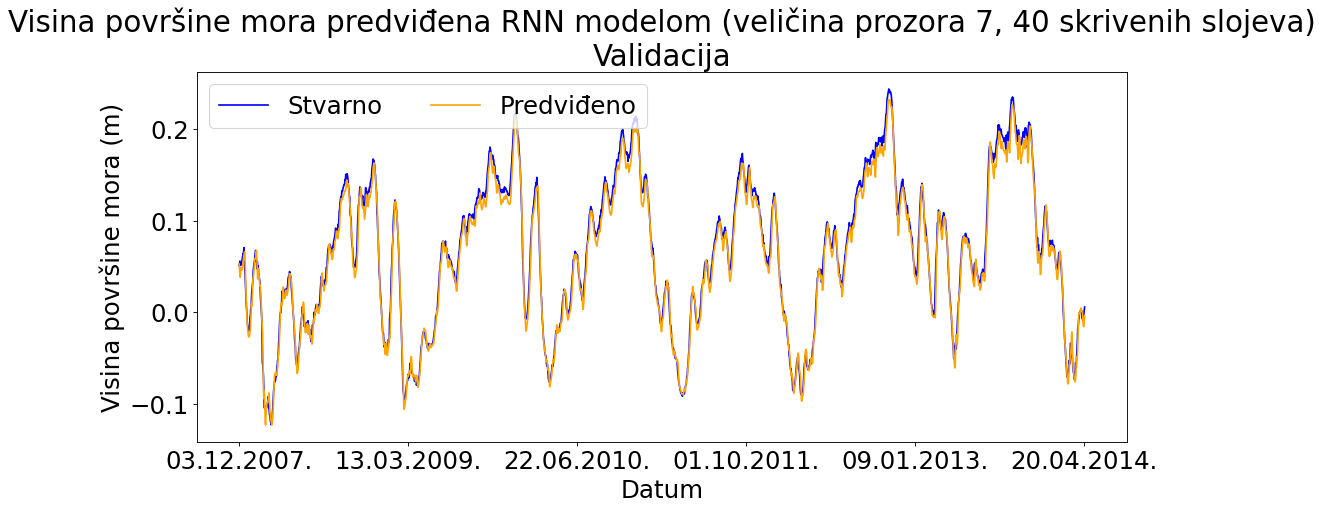 Visina površine mora predviđena RNN modelom (veličina prozora 7, 40 skrivenih slojeva)
Validacija
Stvarno
Predviđeno
Visina površine mora (m)
0.2
0.1
0.0
−0.1
03.12.2007.
13.03.2009.
22.06.2010.
01.10.2011.
09.01.2013.
20.04.2014.
Datum